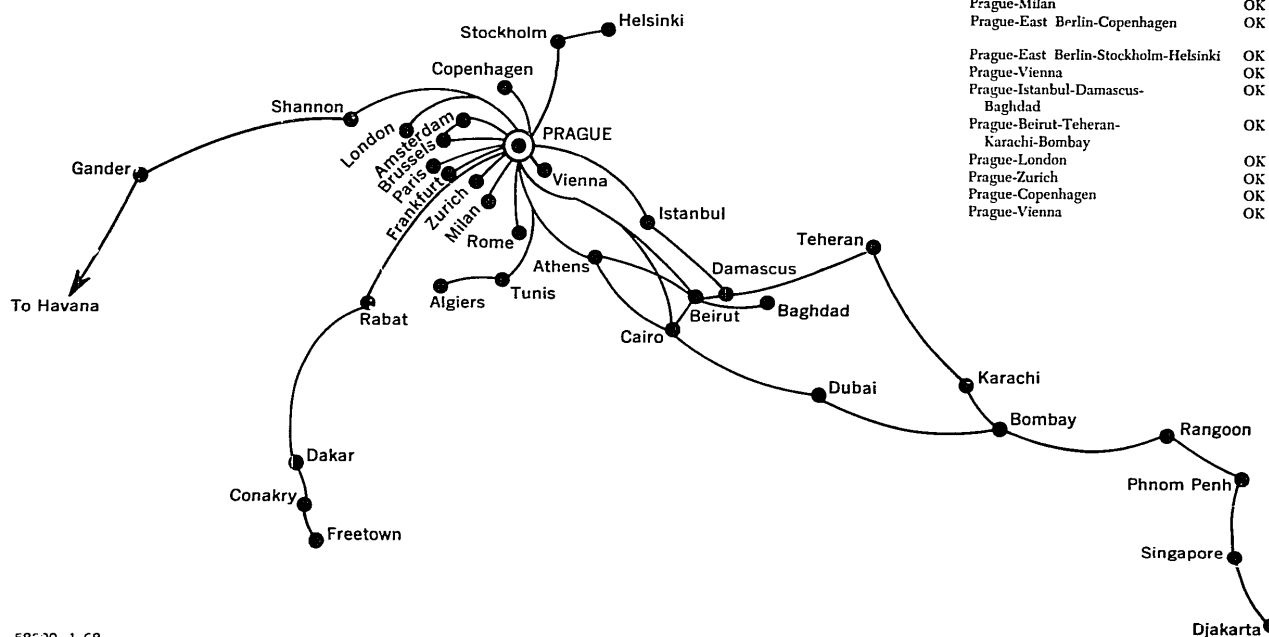 Prague-Milan OK
Prague-East Berlin-Copenhagen OK
Prague-East Berlin-Stockholm-Helsinki OK
Prague-Vienna OK
Prague-Istanbul-Damascus- OK
Baghdad
Prague-Beirut-Teheran- OK
Karachi-Bombay
Prague-London OK
Prague-Zurich OK
Prague-Copenhagen OK
Prague-Vienna OK
Helsinki
Stockholm
Copenhagen
Shannon
London
Amsterdam
Brussels
Paris
Frankfurt
Zurich
Milan
Rome
PRAGUE
Vienna
Gander
To Havana
Istanbul
Teheran
Athens
Damascus
Algiers
Tunis
Beirut
Baghdad
Rabat
Cairo
Dubai
Karachi
Bombay
Rangoon
Dakar
Phnom Penh
Conakry
Freetown
Singapore
Djakarta